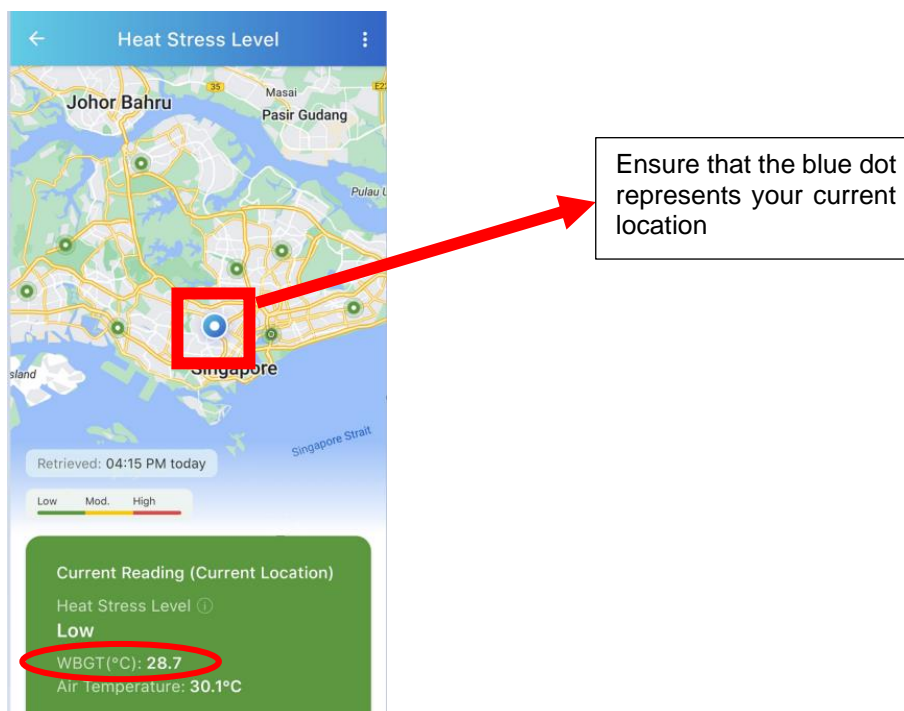 Heat Stress Level
35
Masai
E22
Johor Bahru
Pasir Gudang
Pulau U
Ensure that the blue dot
represents your current
location
Singapore
sland
Singapore Strait
Retrieved: 04:15 PM today
Low Mod. High
Current Reading (Current Location)
Heat Stress Level ⓘ
Low
WBGT(°C): 28.7
Air Temperature: 30.1°C